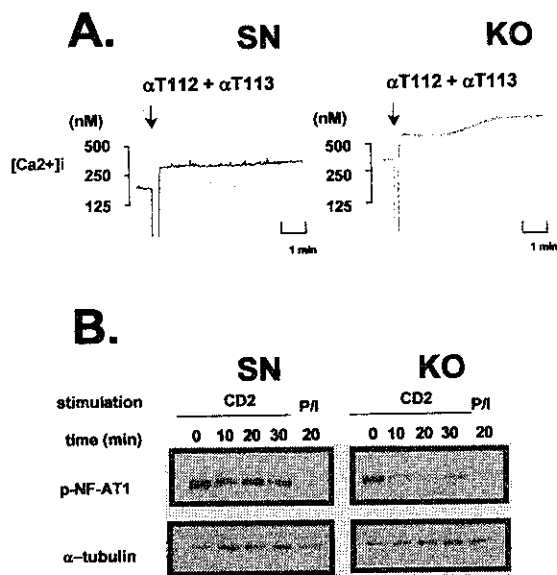 A.
SN KO
αT112 + αT113 αT112 + αT113
(nM) (nM)
[Ca2+]i
500 500
250 250
125 125
1 min 1 min
B.
SN KO
stimulation CD2 P/I CD2 P/I
time (min) 0 10 20 30 20 0 10 20 30 20
p-NF-AT1
α-tubulin